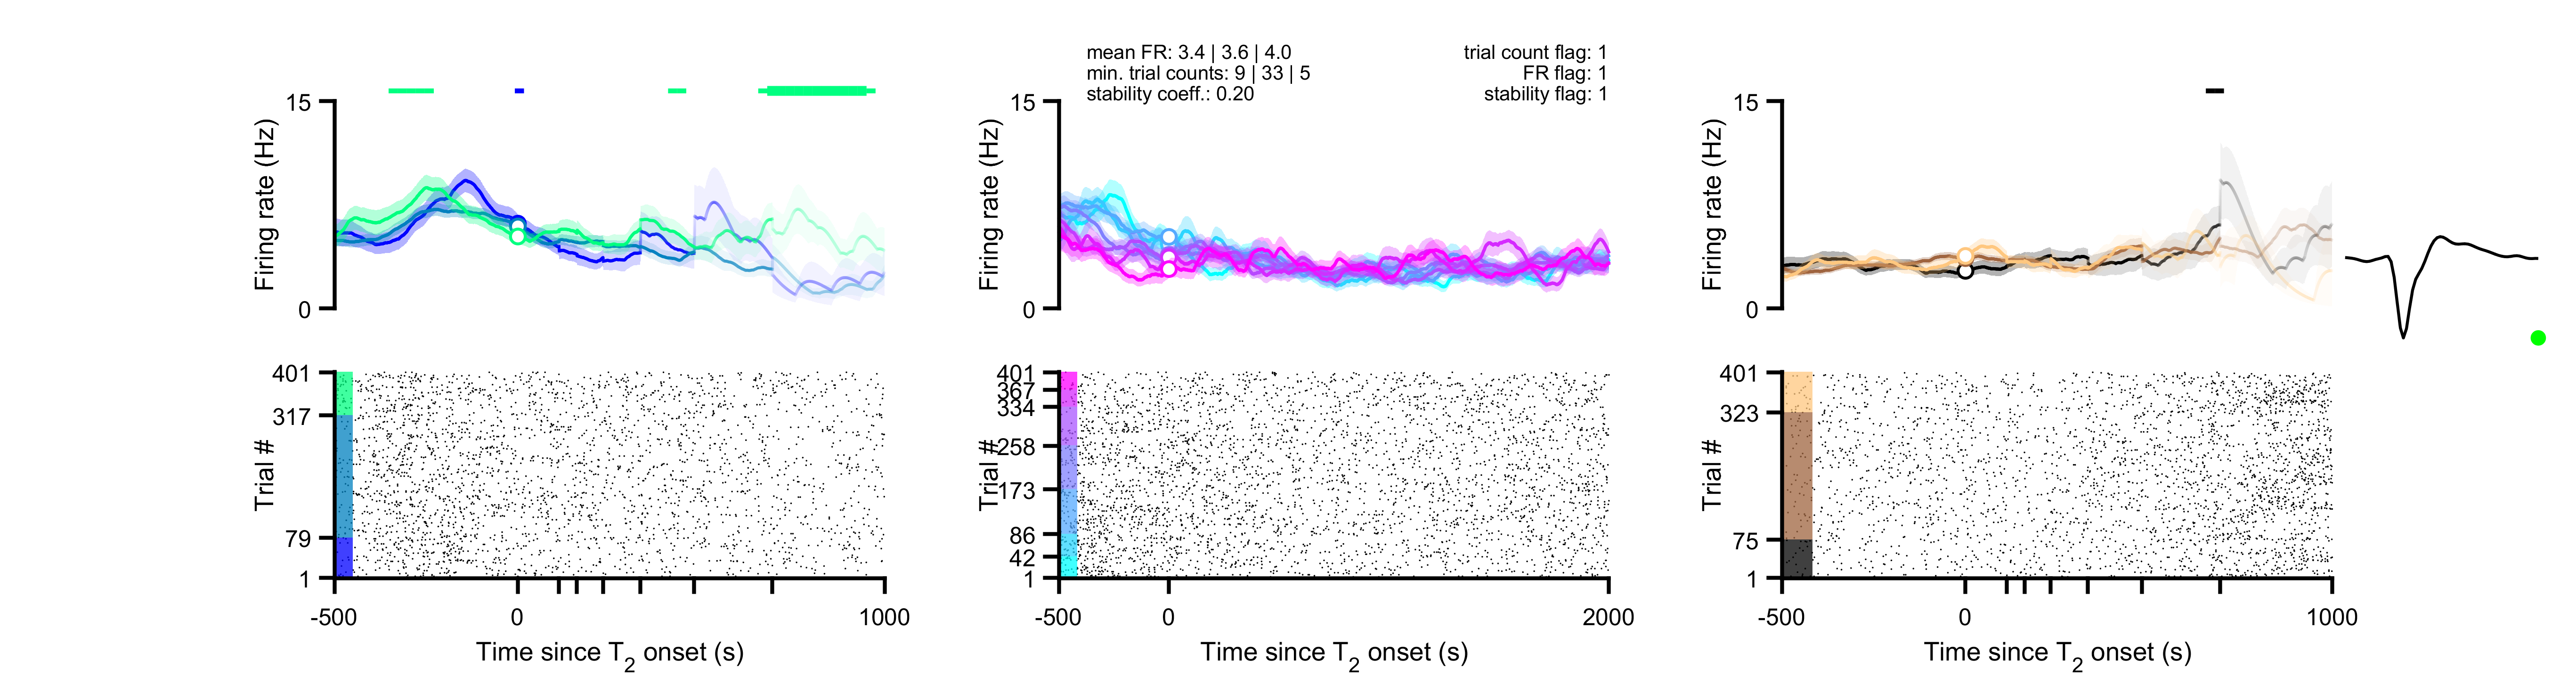 mean FR: 3.4 | 3.6 | 4.0
min. trial counts: 9 | 33 | 5
stability coeff.: 0.20
trial count flag: 1
FR flag: 1
stability flag: 1
15
Firing rate (Hz)
0
401
317
Trial #
79
1
-500
0
1000
Time since T2 onset (s)
15
Firing rate (Hz)
0
401
367
334
258
Trial #
173
86
42
1
-500
0
2000
Time since T2 onset (s)
15
Firing rate (Hz)
0
401
323
Trial #
75
1
-500
0
1000
Time since T2 onset (s)